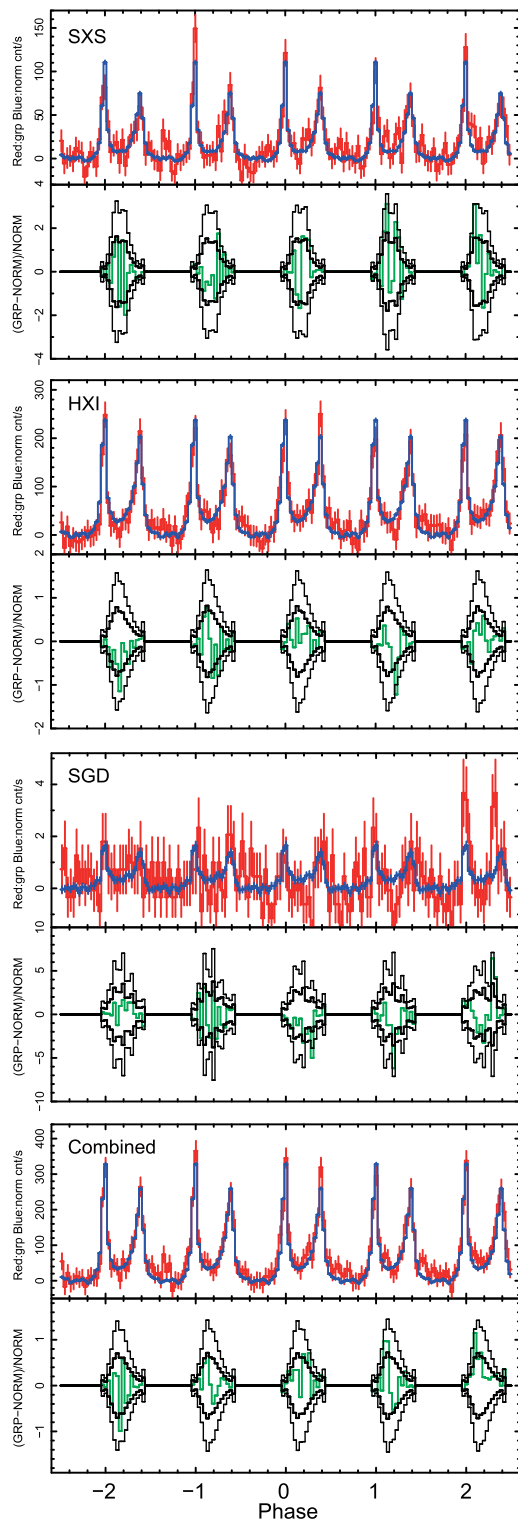 SXS
Red:grp Blue:norm cnt/s
150
100
50
0
(GRP−NORM)/NORM
4
2
0
−2
−4
HXI
Red:grp Blue:norm cnt/s
300
200
100
0
(GRP−NORM)/NORM
2
1
0
−1
−2
SGD
Red:grp Blue:norm cnt/s
4
2
0
(GRP−NORM)/NORM
10
5
0
−5
−10
Combined
Red:grp Blue:norm cnt/s
400
300
200
100
0
(GRP−NORM)/NORM
1
0
−1
−2 −1 0 1 2
Phase